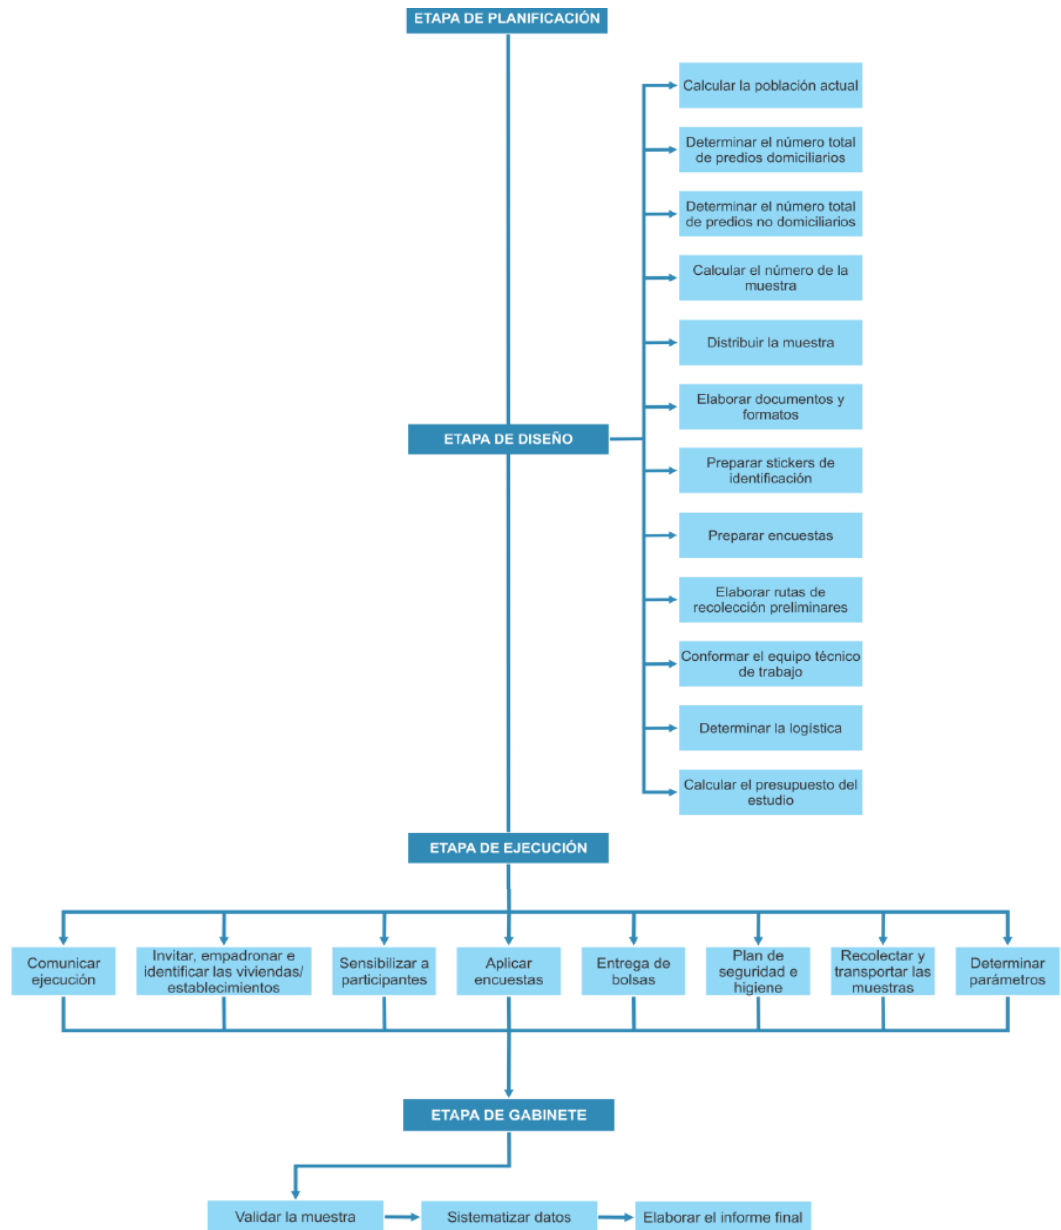 ETAPA DE PLANIFICACIÓN
Calcular la población actual
Determinar el número total
de predios domiciliarios
Determinar el número total
de predios no domiciliarios
Calcular el número de la
muestra
Distribuir la muestra
Elaborar documentos y
formatos
ETAPA DE DISEÑO
Preparar stickers de
identificación
Preparar encuestas
Elaborar rutas de
recolección preliminares
Conformar el equipo técnico
de trabajo
Determinar la logística
Calcular el presupuesto del
estudio
ETAPA DE EJECUCIÓN
Comunicar
ejecución
Invitar, empadronar e
identificar las viviendas/
establecimientos
Sensibilizar a
participantes
Aplicar
encuestas
Entrega de
bolsas
Plan de
seguridad e
higiene
Recolectar y
transportar las
muestras
Determinar
parámetros
ETAPA DE GABINETE
Validar la muestra
Sistematizar datos
Elaborar el informe final